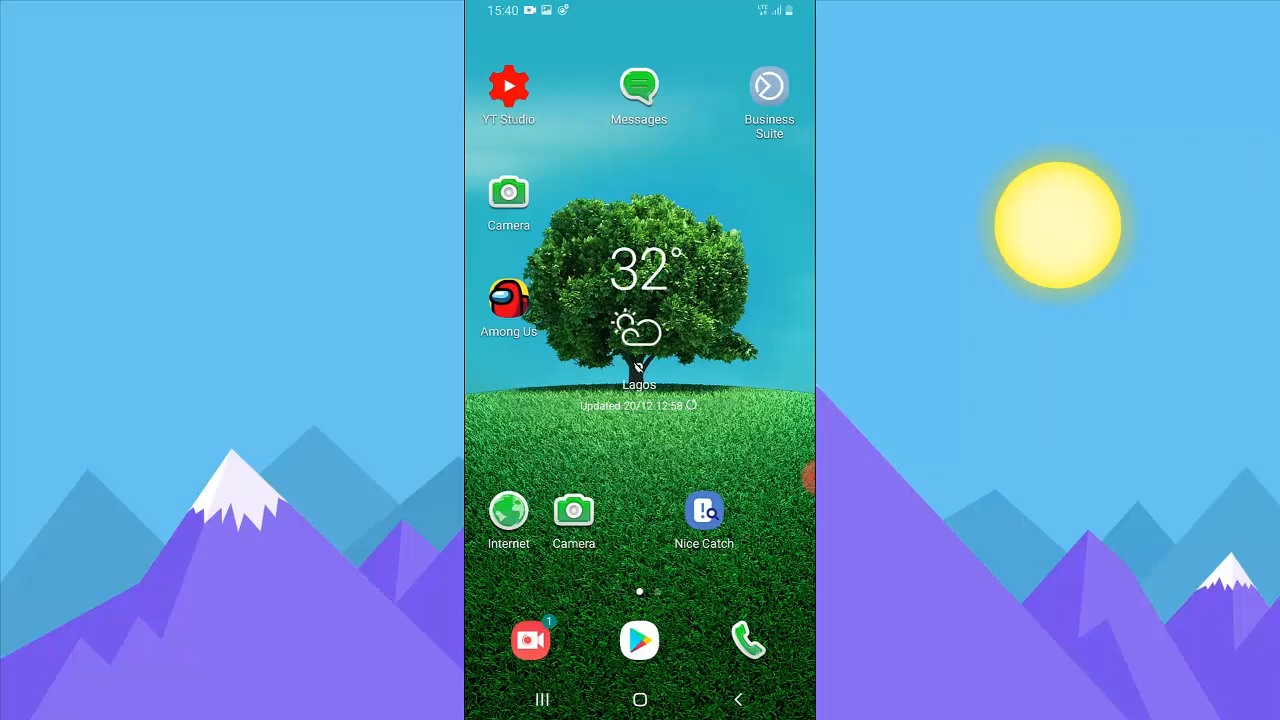 15:40
LTE
YT Studio
Messages
Business
Suite
Camera
32°
Among Us
Lagos
Updated 20/12 12:58
Internet
Camera
Nice Catch
1